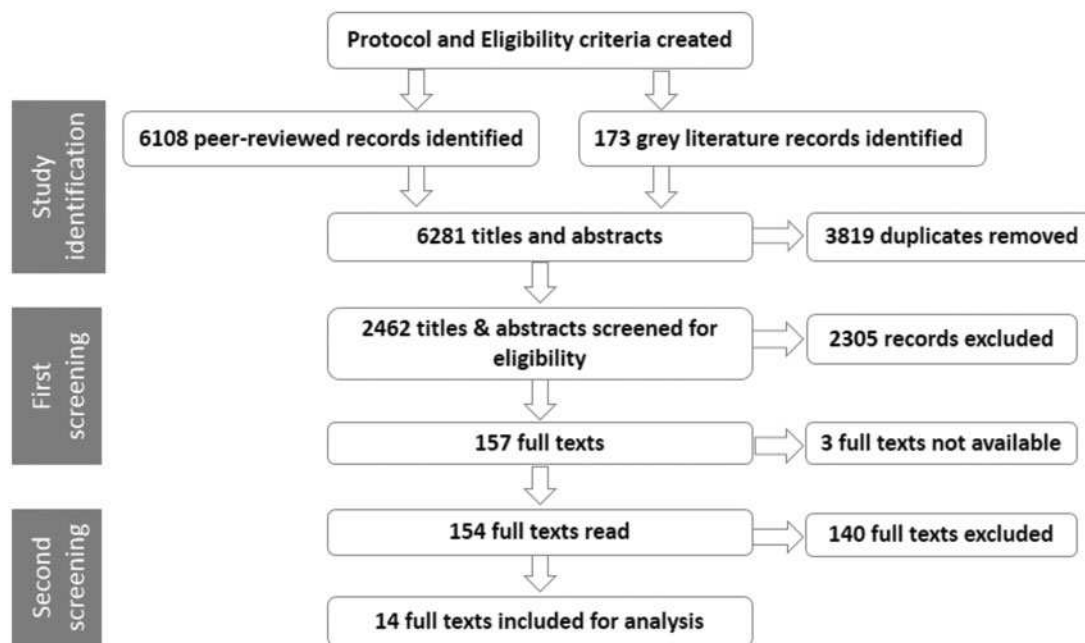 Protocol and Eligibility criteria created
Study
identification
6108 peer-reviewed records identified
173 grey literature records identified
6281 titles and abstracts
3819 duplicates removed
First
screening
2462 titles & abstracts screened for
eligibility
2305 records excluded
157 full texts
3 full texts not available
Second
screening
154 full texts read
140 full texts excluded
14 full texts included for analysis